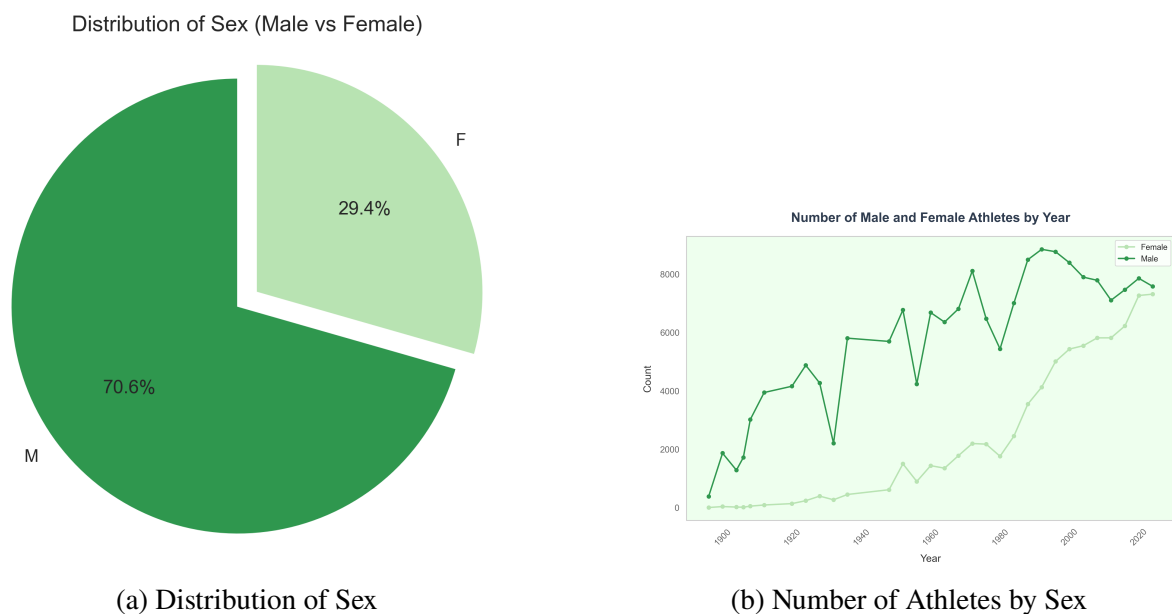 Distribution of Sex (Male vs Female)
F
29.4%
70.6%
M
(a) Distribution of Sex
Number of Male and Female Athletes by Year
Female
Male
8000
6000
4000
2000
0
Count
1900
1920
1940
1960
1980
2000
2020
Year
(b) Number of Athletes by Sex